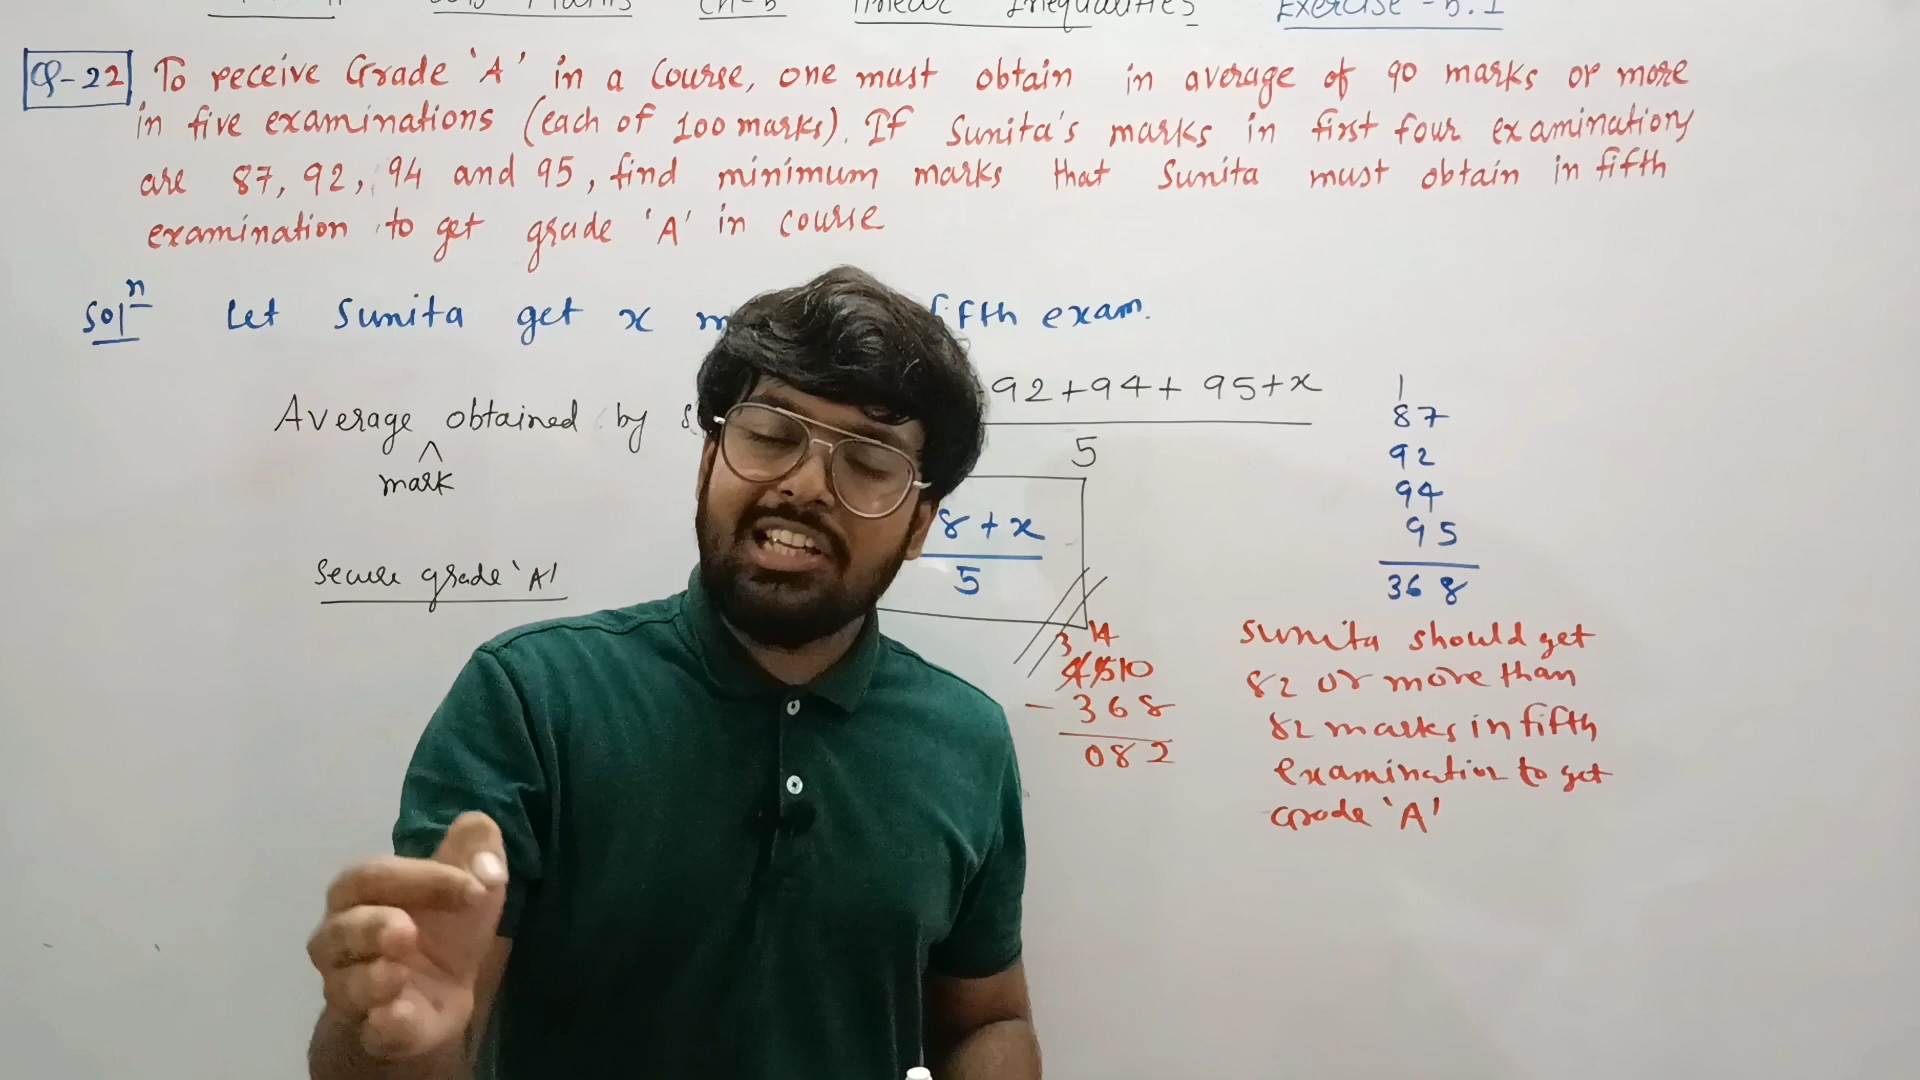 Maths Ch-5 Linear Inequalities Exercise - 5.1
Q-22 To receive Grade 'A' in a Course, one must obtain in average of 90 marks or more
in five examinations (each of 100 marks). If Sunita's marks in first four examinations
are 87, 92, 94 and 95, find minimum marks that Sunita must obtain in fifth
examination to get grade 'A' in course
Solⁿ Let Sunita get x fifth exam.
Average obtained by 92+94+ 95+x
mark
5
8 + x
5
Secure grade 'A'
1
87
92
94
95
368
3 14
4510
- 368
082
Sunita should get
82 or more than
82 marks in fifth
examination to get
Grade 'A'